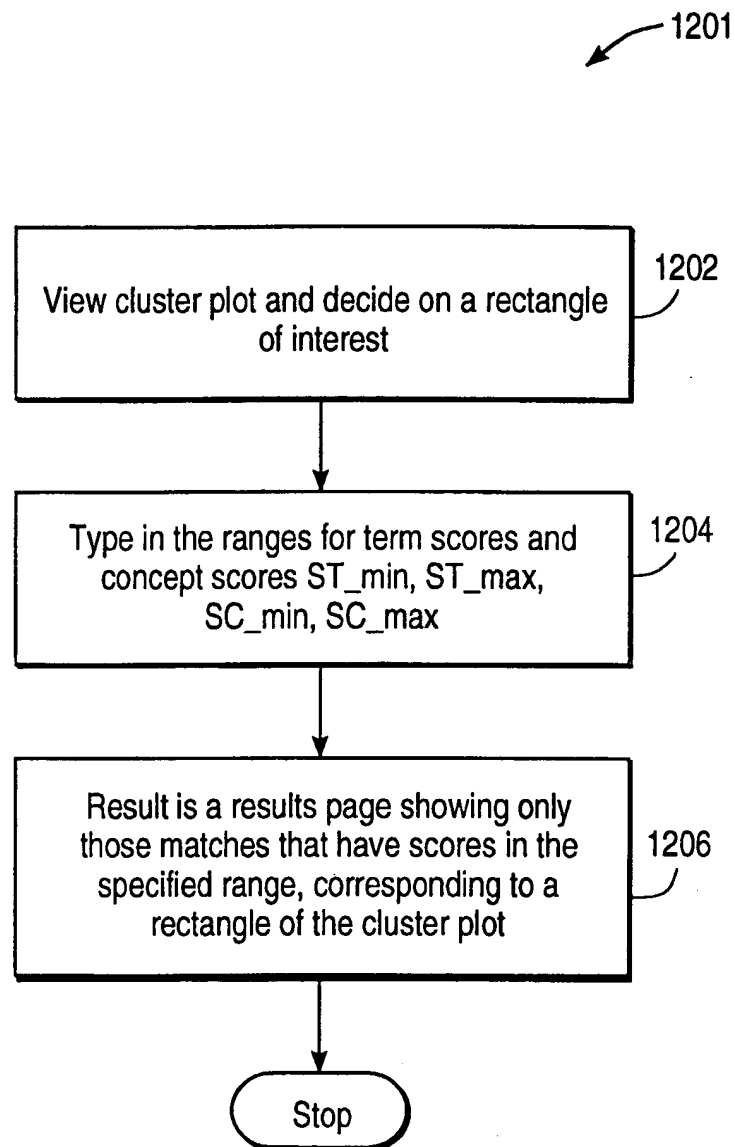 1201
View cluster plot and decide on a rectangle
of interest
1202
Type in the ranges for term scores and
concept scores ST_min, ST_max,
SC_min, SC_max
1204
Result is a results page showing only
those matches that have scores in the
specified range, corresponding to a
rectangle of the cluster plot
1206
Stop